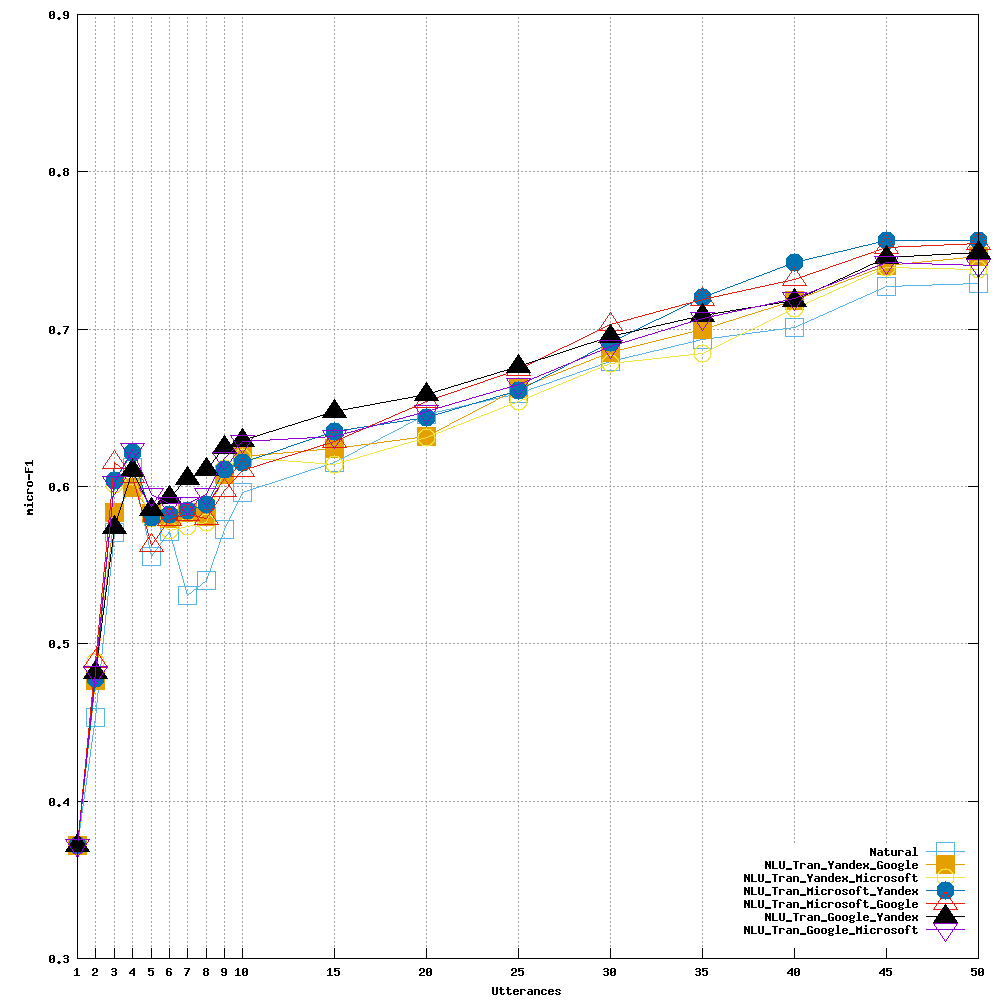 0.9
0.8
0.7
0.6
0.5
0.4
0.3
micro-F1
1 2 3 4 5 6 7 8 9 10 15 20 25 30 35 40 45 50
Utterances
Natural
NLU_Tran_Yandex_Google
NLU_Tran_Yandex_Microsoft
NLU_Tran_Microsoft_Yandex
NLU_Tran_Microsoft_Google
NLU_Tran_Google_Yandex
NLU_Tran_Google_Microsoft